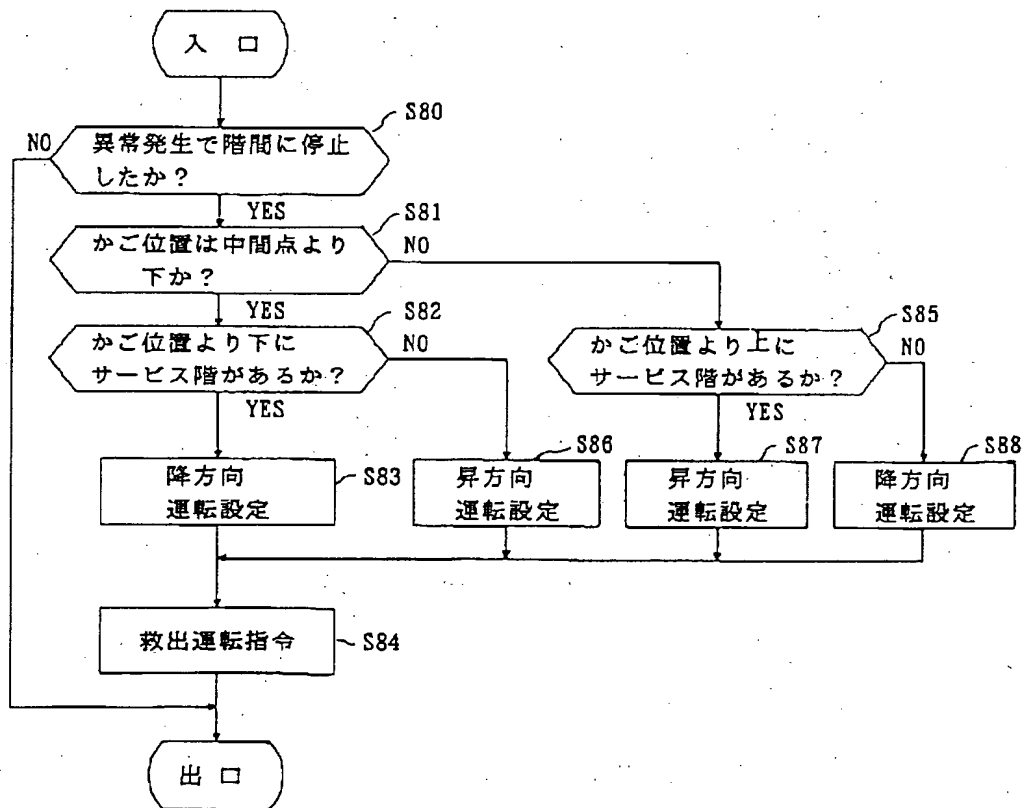 入 口
S80
NO
異常発生で階間に停止
したか？
YES
S81
かご位置は中間点より
下か？
NO
YES
S82
かご位置より下に
サービス階があるか？
NO
YES
S85
かご位置より上に
サービス階があるか？
NO
YES
降方向
運転設定
S83
昇方向
運転設定
S86
昇方向
運転設定
S87
降方向
運転設定
S88
救出運転指令
S84
出 口